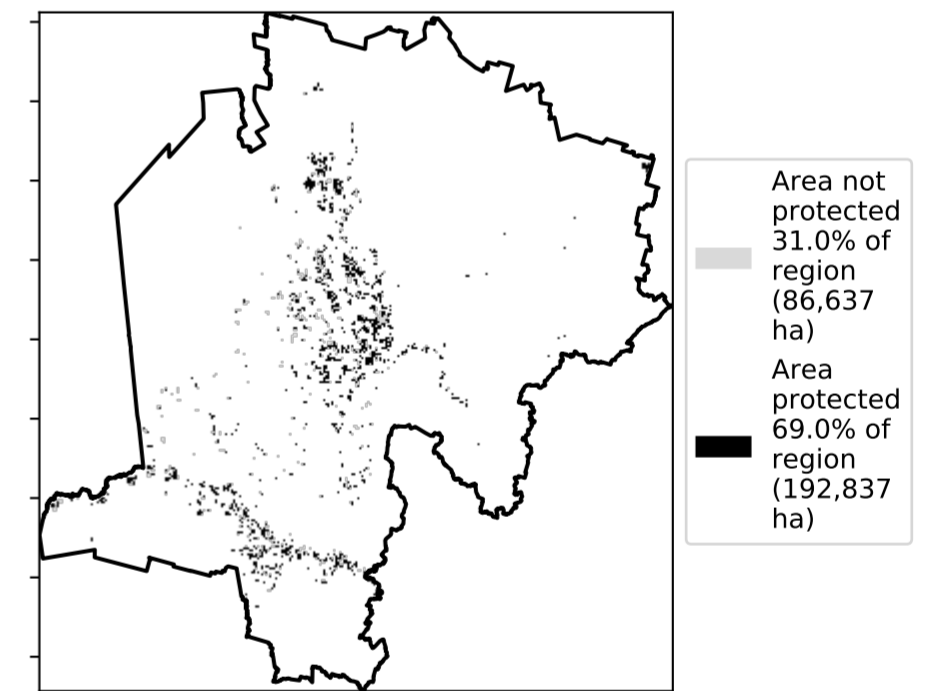 Area not
protected
31.0% of
region
(86,637
ha)
Area
protected
69.0% of
region
(192,837
ha)